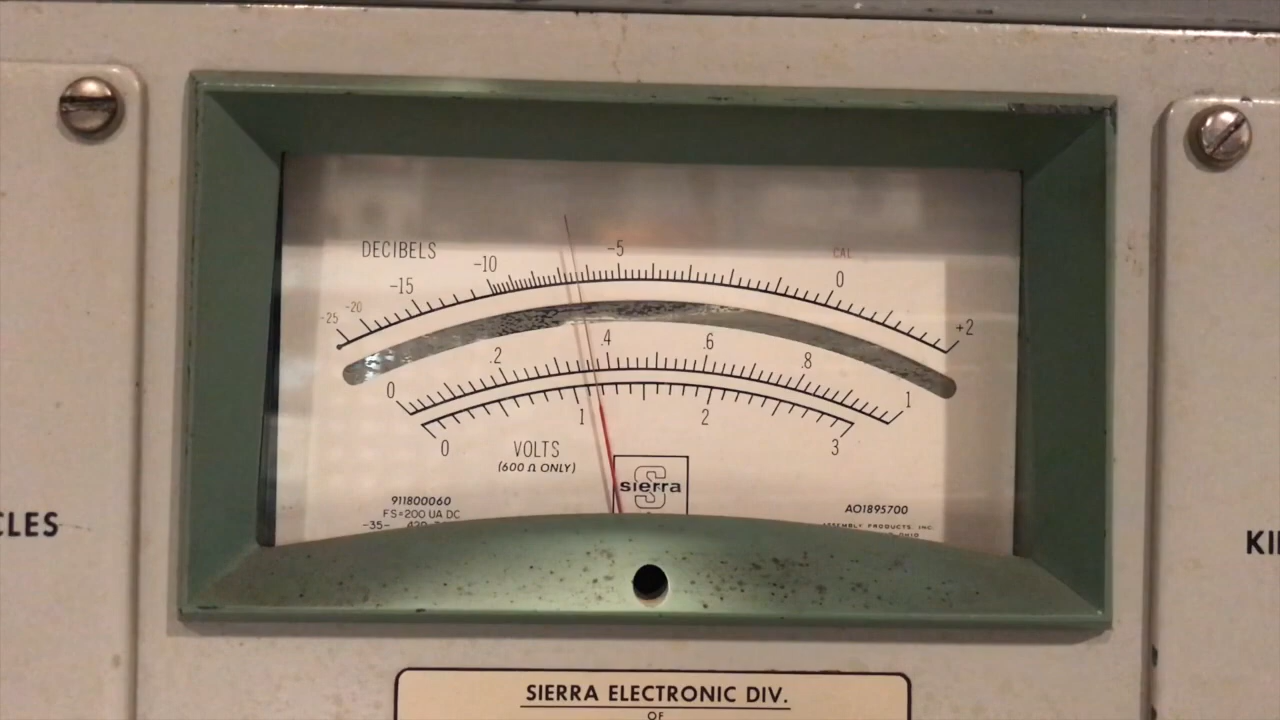 DECIBELS
CAL
-25
-20
-15
-10
-5
0
+2
0
.2
.4
.6
.8
1
0
1
2
3
VOLTS
(600 Ω ONLY)
S
sierra
911800060
FS=200 UA DC
-35-
AO1895700
ASSEMBLY PRODUCTS, INC.
CLES
KI
SIERRA ELECTRONIC DIV.
OF